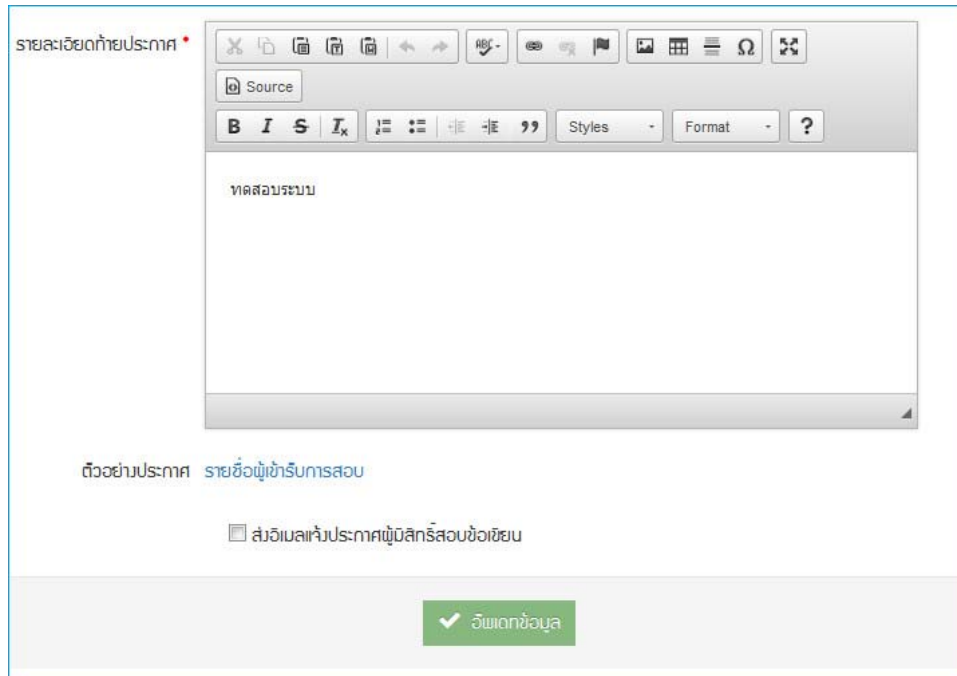 รายละเอียดท้ายประกาศ *
ABC
Source
B I S Ix
Styles Format ?
ทดสอบระบบ
ตัวอย่างประกาศ รายชื่อผู้เข้ารับการสอบ
ส่งอีเมลแจ้งประกาศผู้มีสิทธิ์สอบข้อเขียน
อัพเดทข้อมูล